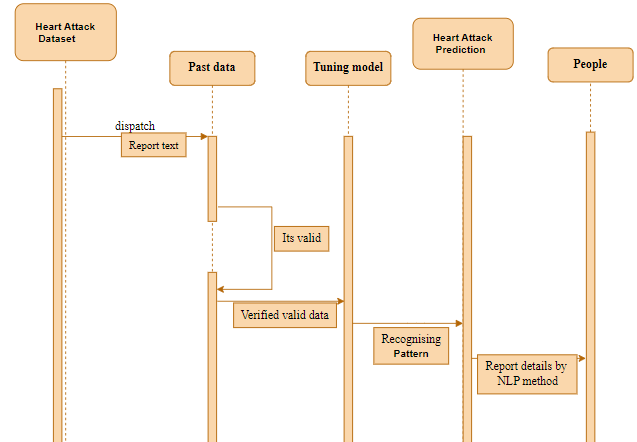 Heart Attack
Dataset
Past data
Tuning model
Heart Attack
Prediction
People
dispatch
Report text
Its valid
Verified valid data
Recognising
Pattern
Report details by
NLP method